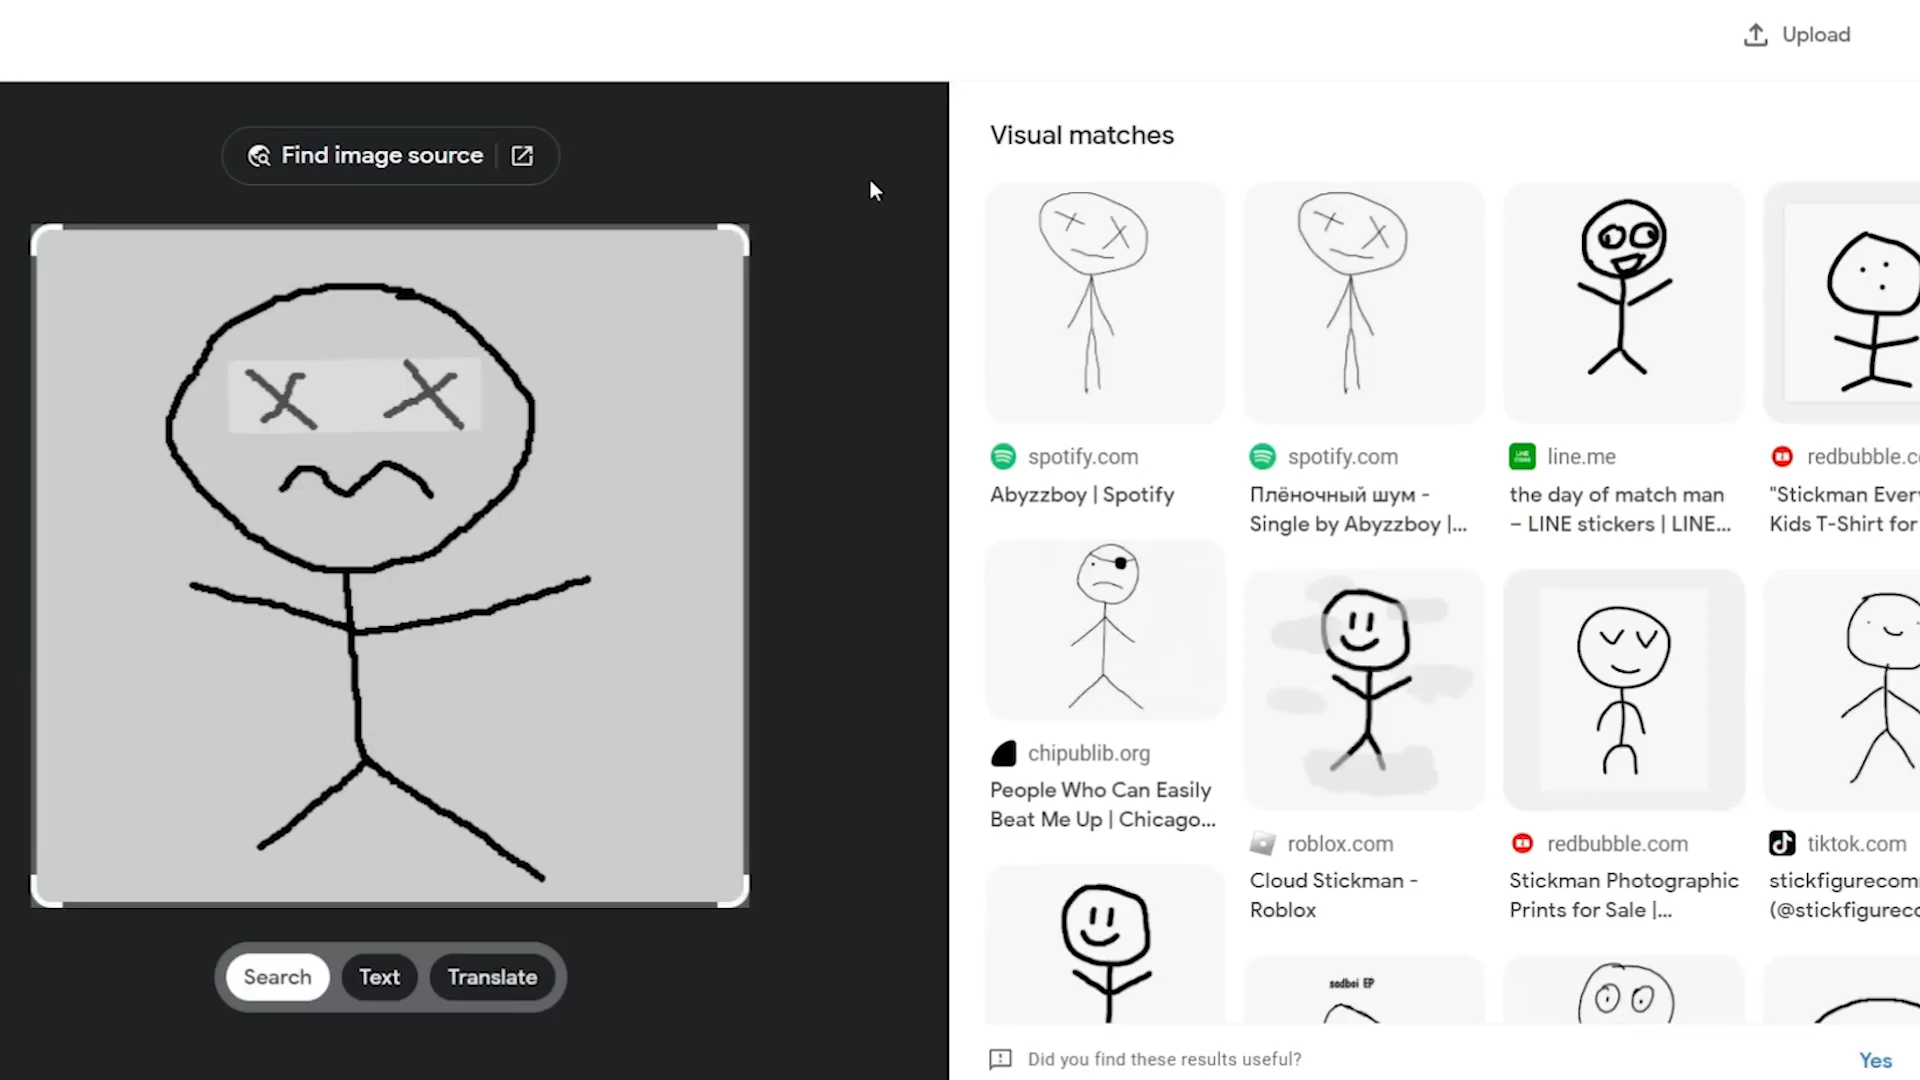 Upload
Find image source
Visual matches
spotify.com
Abyzzboy | Spotify
spotify.com
Плёночный шум -
Single by Abyzzboy |...
line.me
the day of match man
– LINE stickers | LINE...
redbubble.c
"Stickman Ever
Kids T-Shirt for
chipublib.org
People Who Can Easily
Beat Me Up | Chicago...
roblox.com
Cloud Stickman -
Roblox
redbubble.com
Stickman Photographic
Prints for Sale |...
tiktok.com
stickfigurecom
(@stickfigurec
sadboi EP
Search
Text
Translate
Did you find these results useful?
Yes